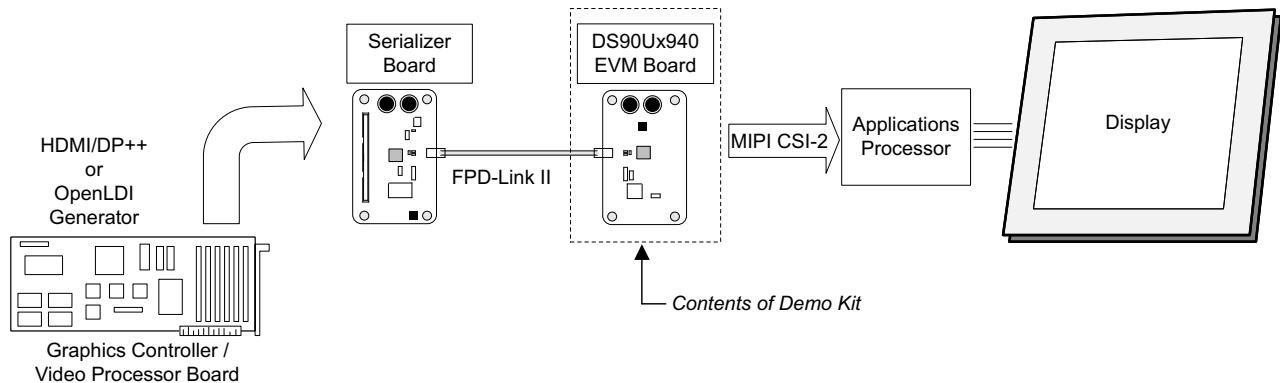 Serializer
Board
DS90Ux940
EVM Board
HDMI/DP++
or
OpenLDI
Generator
FPD-Link II
MIPI CSI-2
Applications
Processor
Display
Contents of Demo Kit
Graphics Controller /
Video Processor Board